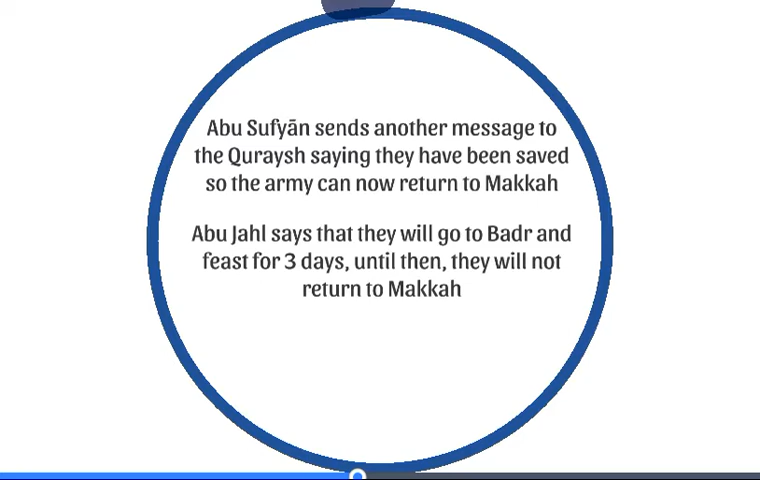 Abu Sufyān sends another message to
the Quraysh saying they have been saved
so the army can now return to Makkah
Abu Jahl says that they will go to Badr and
feast for 3 days, until then, they will not
return to Makkah